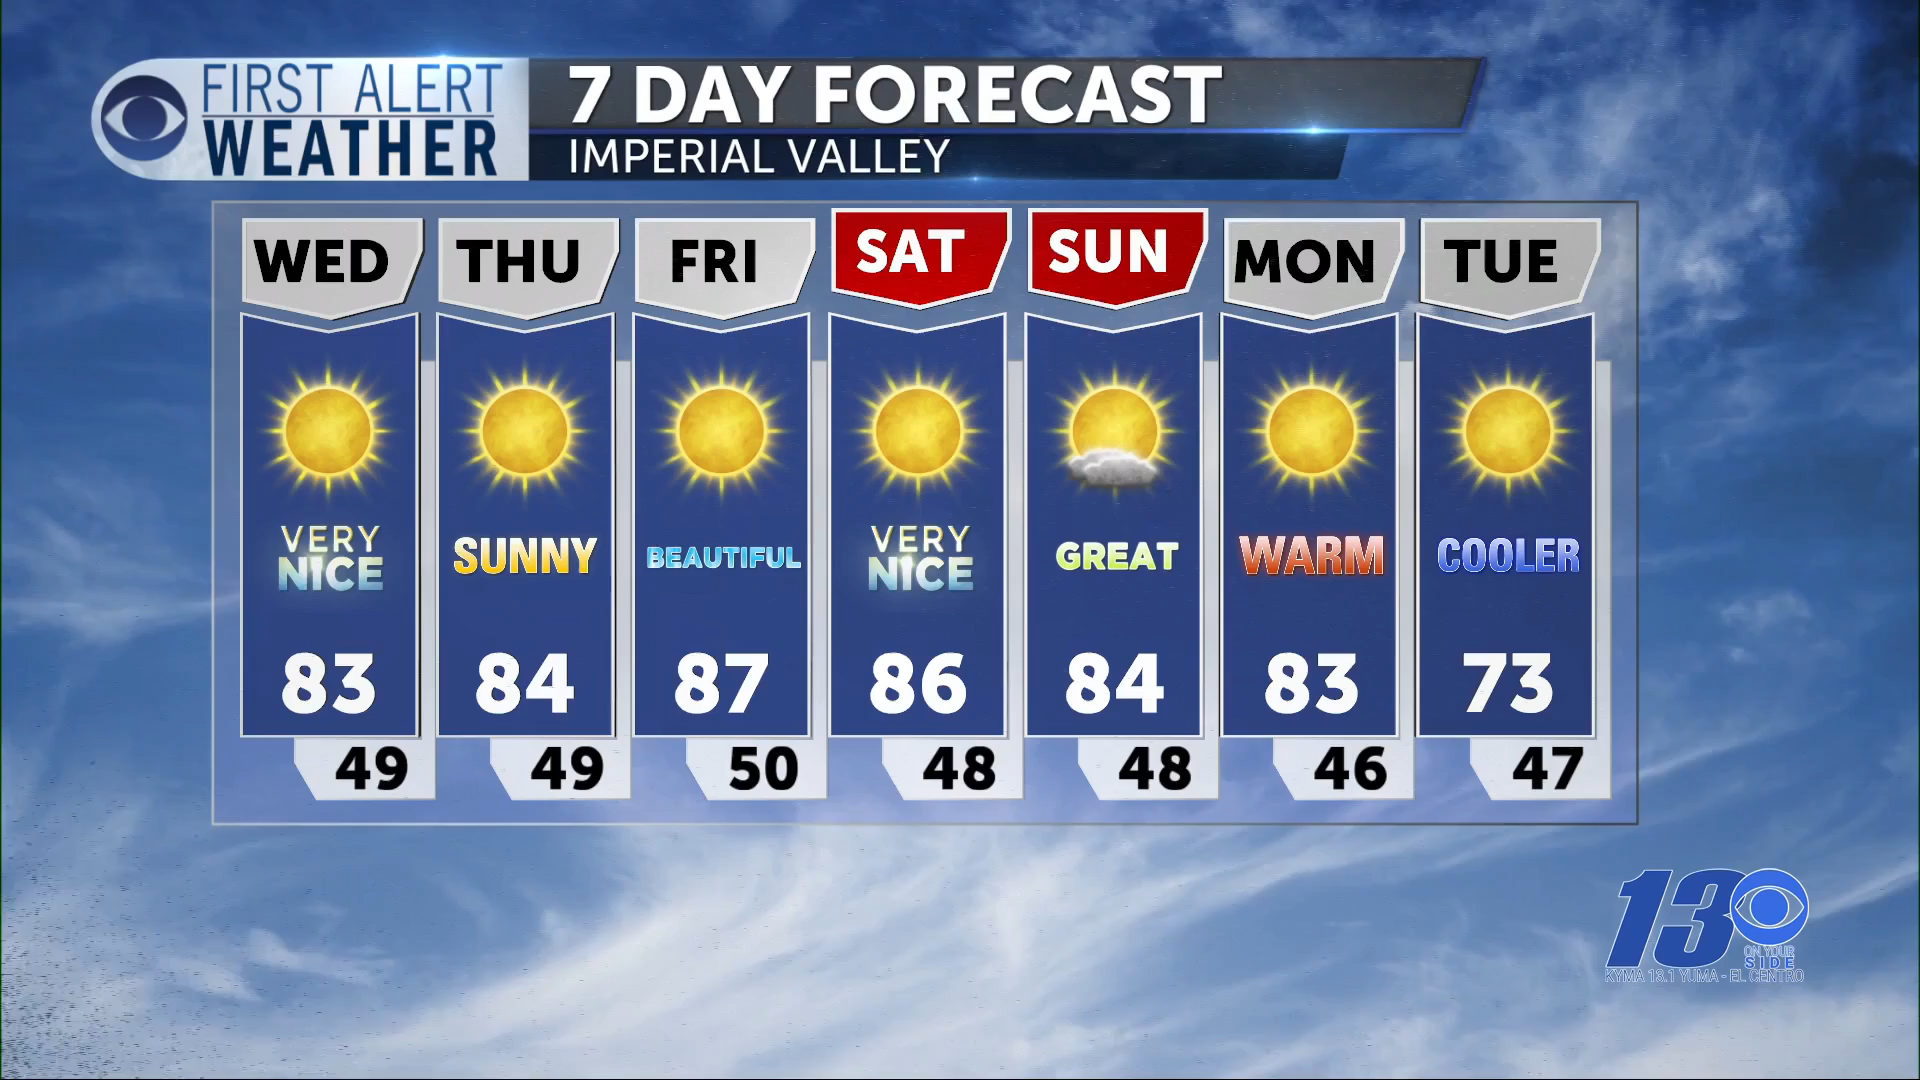 FIRST ALERT
WEATHER
7 DAY FORECAST
IMPERIAL VALLEY
WED THU FRI SAT SUN MON TUE
VERY NICE SUNNY BEAUTIFUL VERY NICE GREAT WARM COOLER
83 84 87 86 84 83 73
49 49 50 48 48 46 47
13
ON YOUR
SIDE
KYMA 13.1 YUMA - EL CENTRO